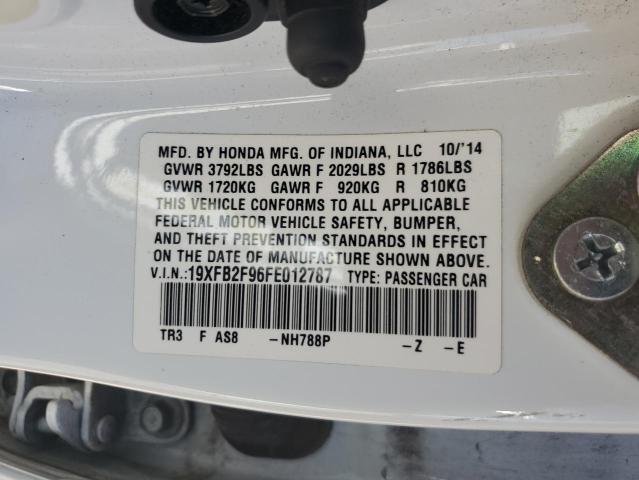 MFD. BY HONDA MFG. OF INDIANA, LLC 10/'14
GVWR 3792LBS GAWR F 2029LBS R 1786LBS
GVWR 1720KG GAWR F 920KG R 810KG
THIS VEHICLE CONFORMS TO ALL APPLICABLE
FEDERAL MOTOR VEHICLE SAFETY, BUMPER,
AND THEFT PREVENTION STANDARDS IN EFFECT
ON THE DATE OF MANUFACTURE SHOWN ABOVE.
V.I.N.:19XFB2F96FE012787 TYPE: PASSENGER CAR
TR3 F AS8 -NH788P -Z -E